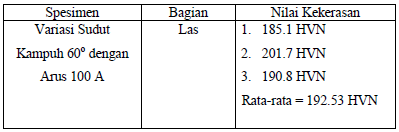 Spesimen Bagian Nilai Kekerasan
Variasi Sudut Las 1. 185.1 HVN
Kampuh 60⁰ dengan 2. 201.7 HVN
Arus 100 A 3. 190.8 HVN
Rata-rata = 192.53 HVN